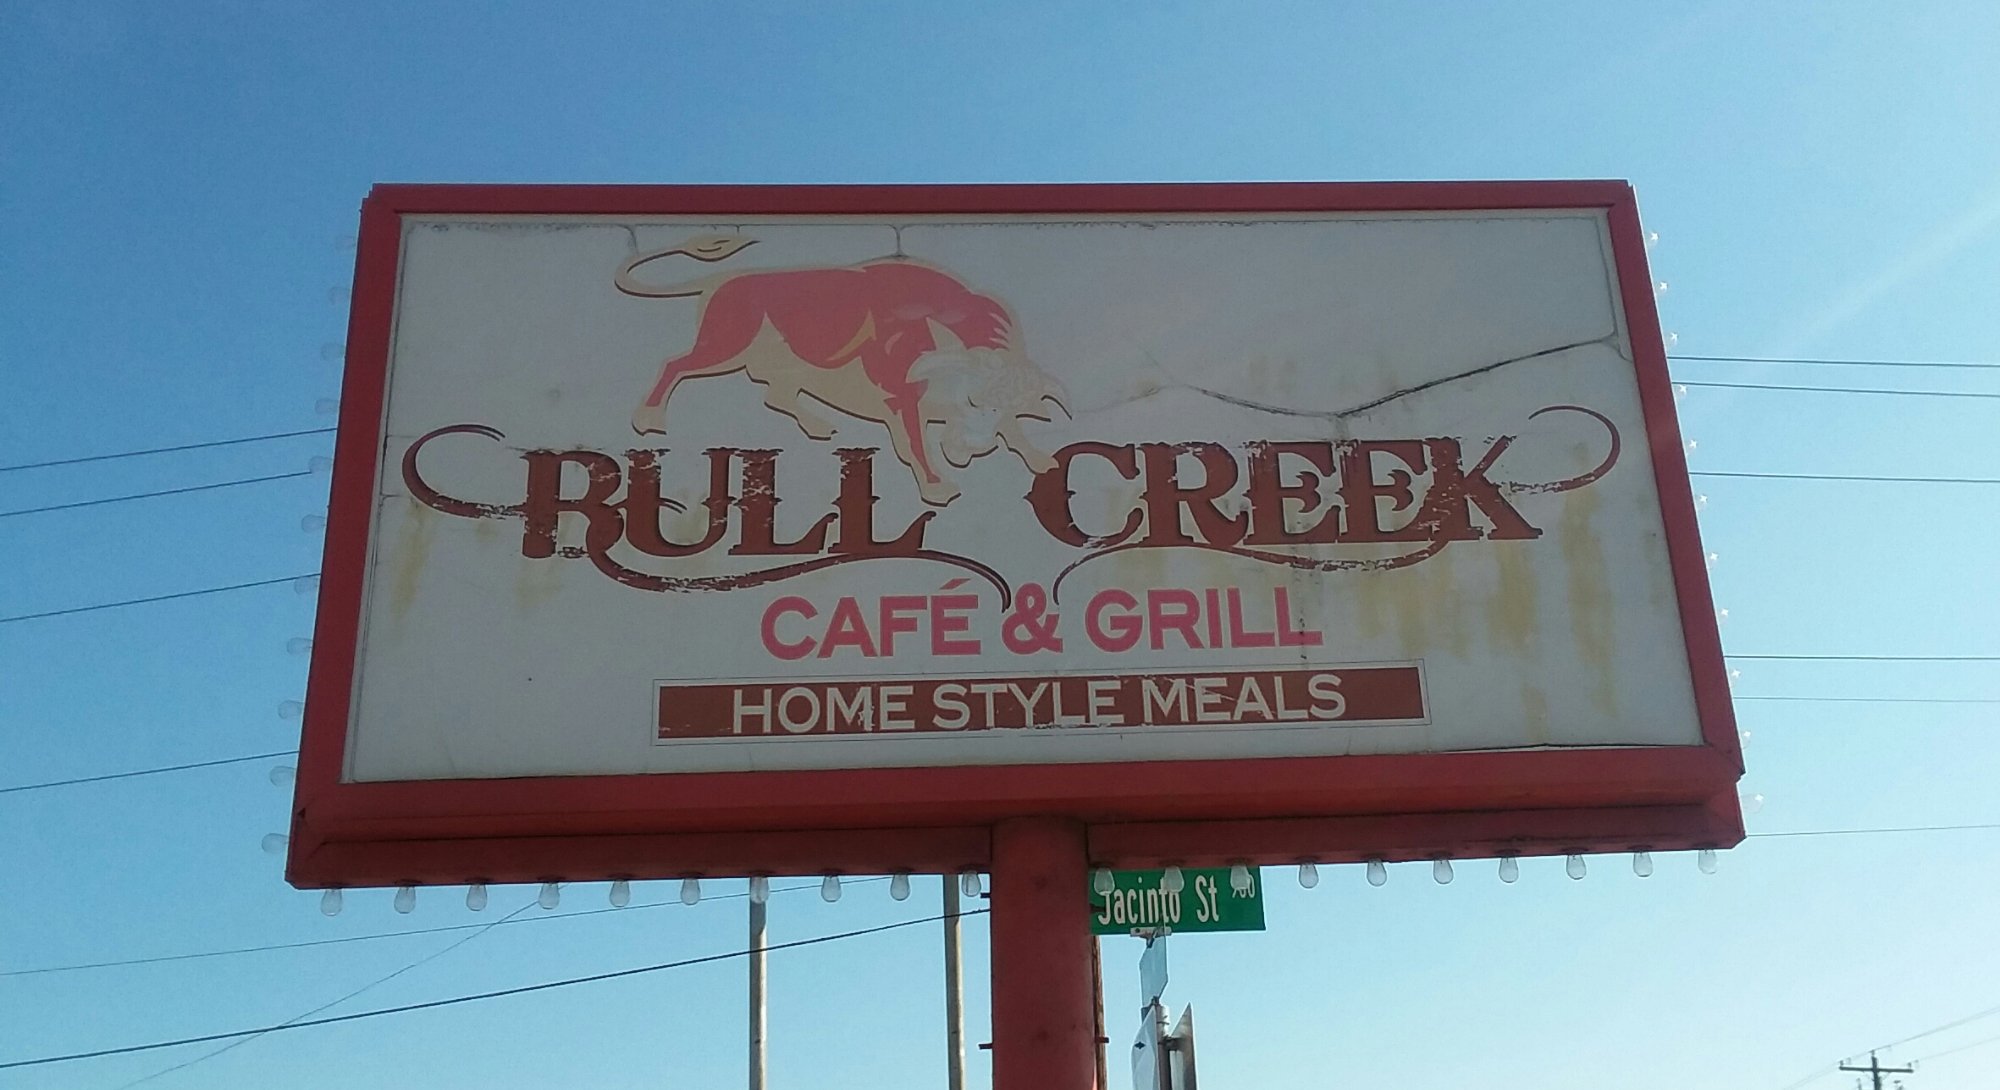 BULL CREEK
CAFÉ & GRILL
HOME STYLE MEALS
Jacinto St